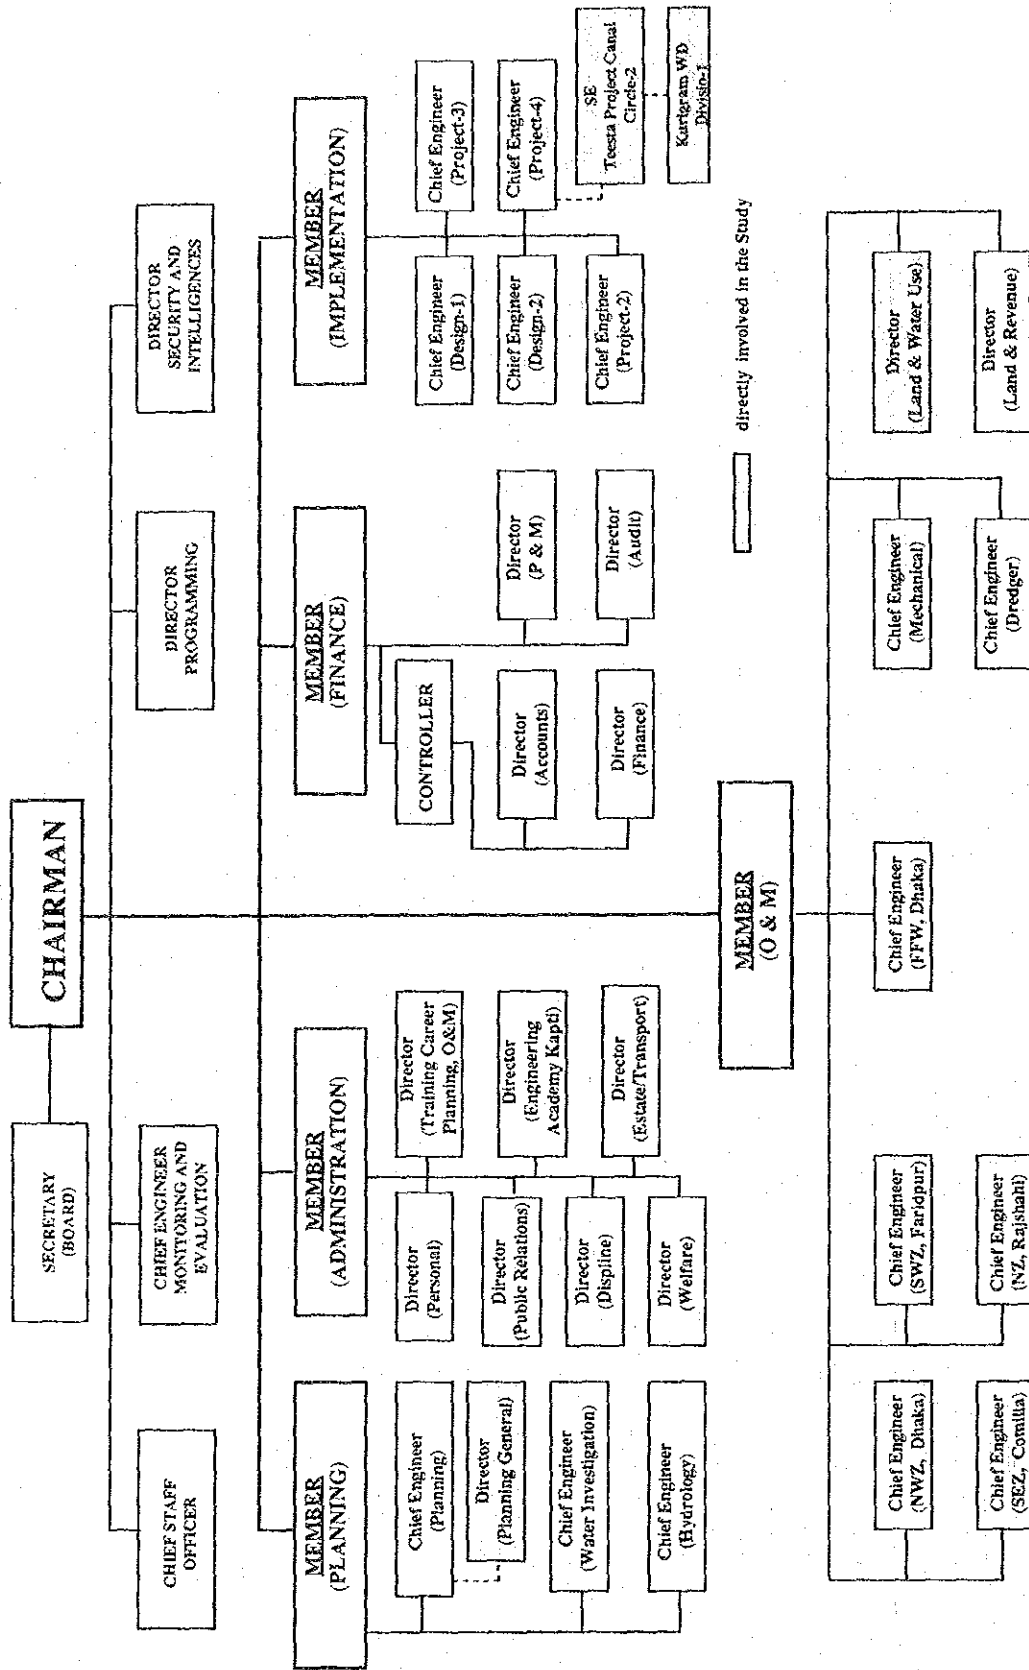 CHAIRMAN
SECRETARY
(BOARD)
CHIEF STAFF
OFFICER
CHIEF ENGINEER
MONITORING AND
EVALUATION
DIRECTOR
PROGRAMMING
DIRECTOR
SECURITY AND
INTELLIGENCES
MEMBER
(PLANNING)
Chief Engineer
(Planning)
Director
(Planning General)
Chief Engineer
(Water Investigation)
Chief Engineer
(Hydrology)
MEMBER
(ADMINISTRATION)
Director
(Personal)
Director
(Public Relations)
Director
(Displine)
Director
(Welfare)
Director
(Training Career
Planning, O&M)
Director
(Engineering
Academy Kapti)
Director
(Estate/Transport)
MEMBER
(FINANCE)
CONTROLLER
Director
(Accounts)
Director
(Finance)
Director
(P & M)
Director
(Audit)
MEMBER
(IMPLEMENTATION)
Chief Engineer
(Design-1)
Chief Engineer
(Design-2)
Chief Engineer
(Project-2)
Chief Engineer
(Project-3)
Chief Engineer
(Project-4)
SE
Teesta Project Canal
Circle-2
Kurigram WD
Divisio-1
directly involved in the Study
MEMBER
(O & M)
Chief Engineer
(NWZ, Dhaka)
Chief Engineer
(SEZ, Comilla)
Chief Engineer
(SWZ, Faridpur)
Chief Engineer
(NZ, Rajshahi)
Chief Engineer
(FFW, Dhaka)
Chief Engineer
(Mechanical)
Chief Engineer
(Dredger)
Director
(Land & Water Use)
Director
(Land & Revenue)